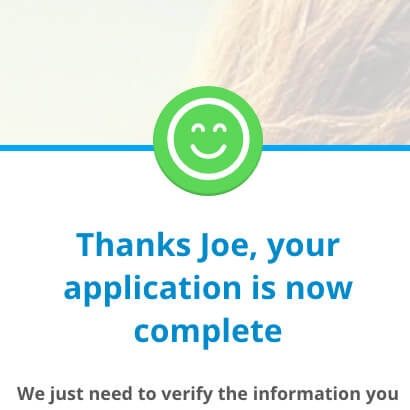 Thanks Joe, your
application is now
complete
We just need to verify the information you